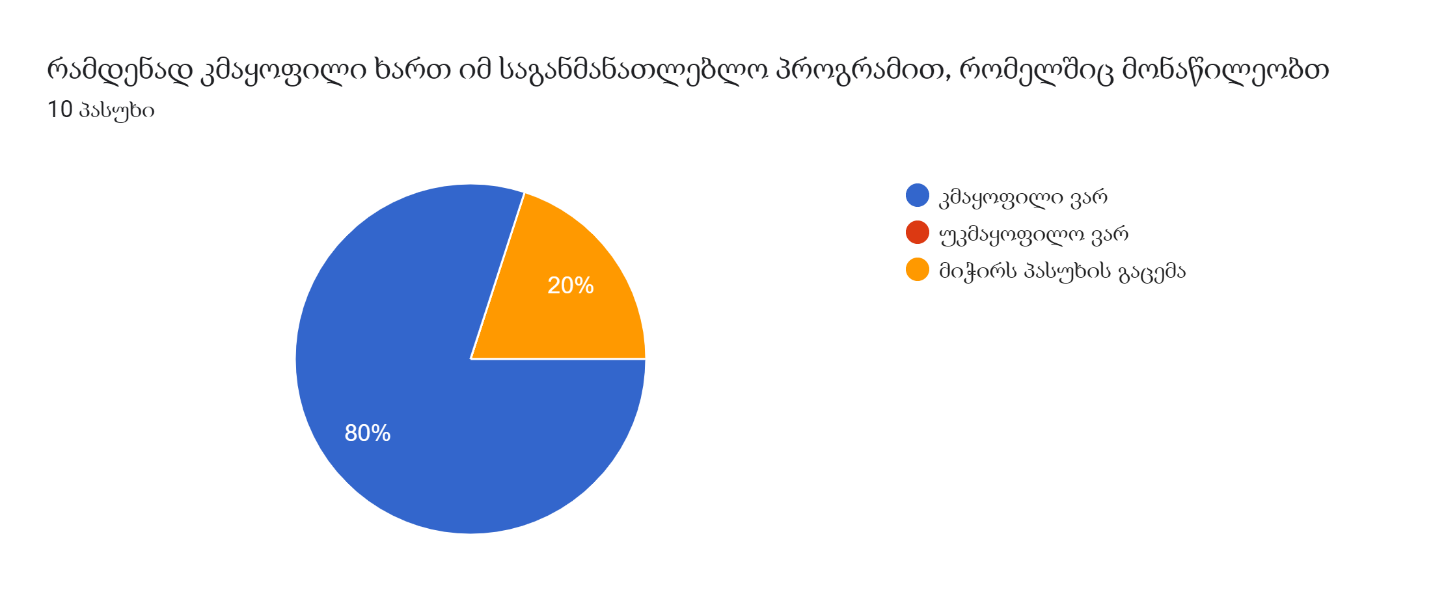 რამდენად კმაყოფილი ხართ იმ საგანმანათლებლო პროგრამით, რომელშიც მონაწილეობთ
10 პასუხი
კმაყოფილი ვარ
უკმაყოფილო ვარ
მიჭირს პასუხის გაცემა
20%
80%